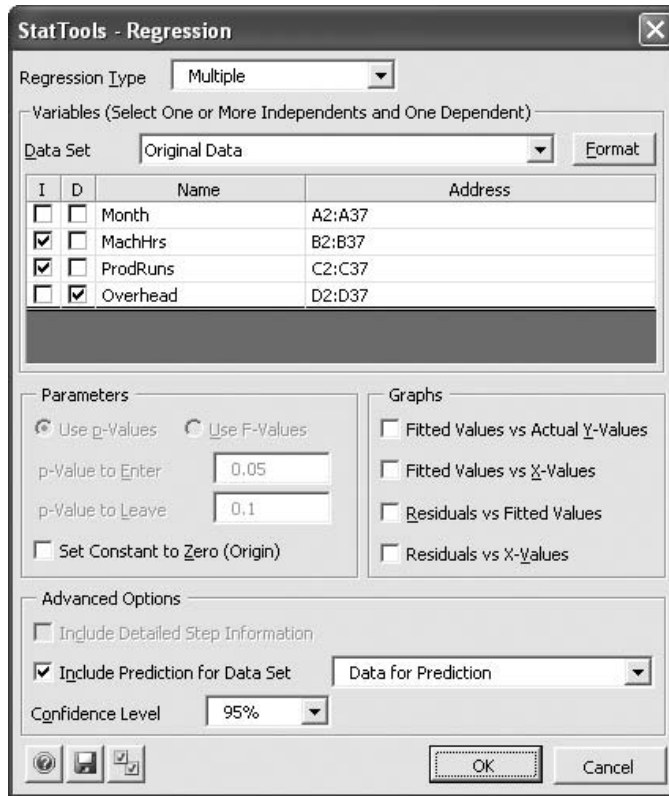 StatTools - Regression
Regression Type Multiple
Variables (Select One or More Independents and One Dependent)
Data Set Original Data Format
I D Name Address
Month A2:A37
MachHrs B2:B37
ProdRuns C2:C37
Overhead D2:D37
Parameters
Use p-Values Use F-Values
p-Value to Enter 0.05
p-Value to Leave 0.1
Set Constant to Zero (Origin)
Graphs
Fitted Values vs Actual Y-Values
Fitted Values vs X-Values
Residuals vs Fitted Values
Residuals vs X-Values
Advanced Options
Include Detailed Step Information
Include Prediction for Data Set Data for Prediction
Confidence Level 95%
OK Cancel